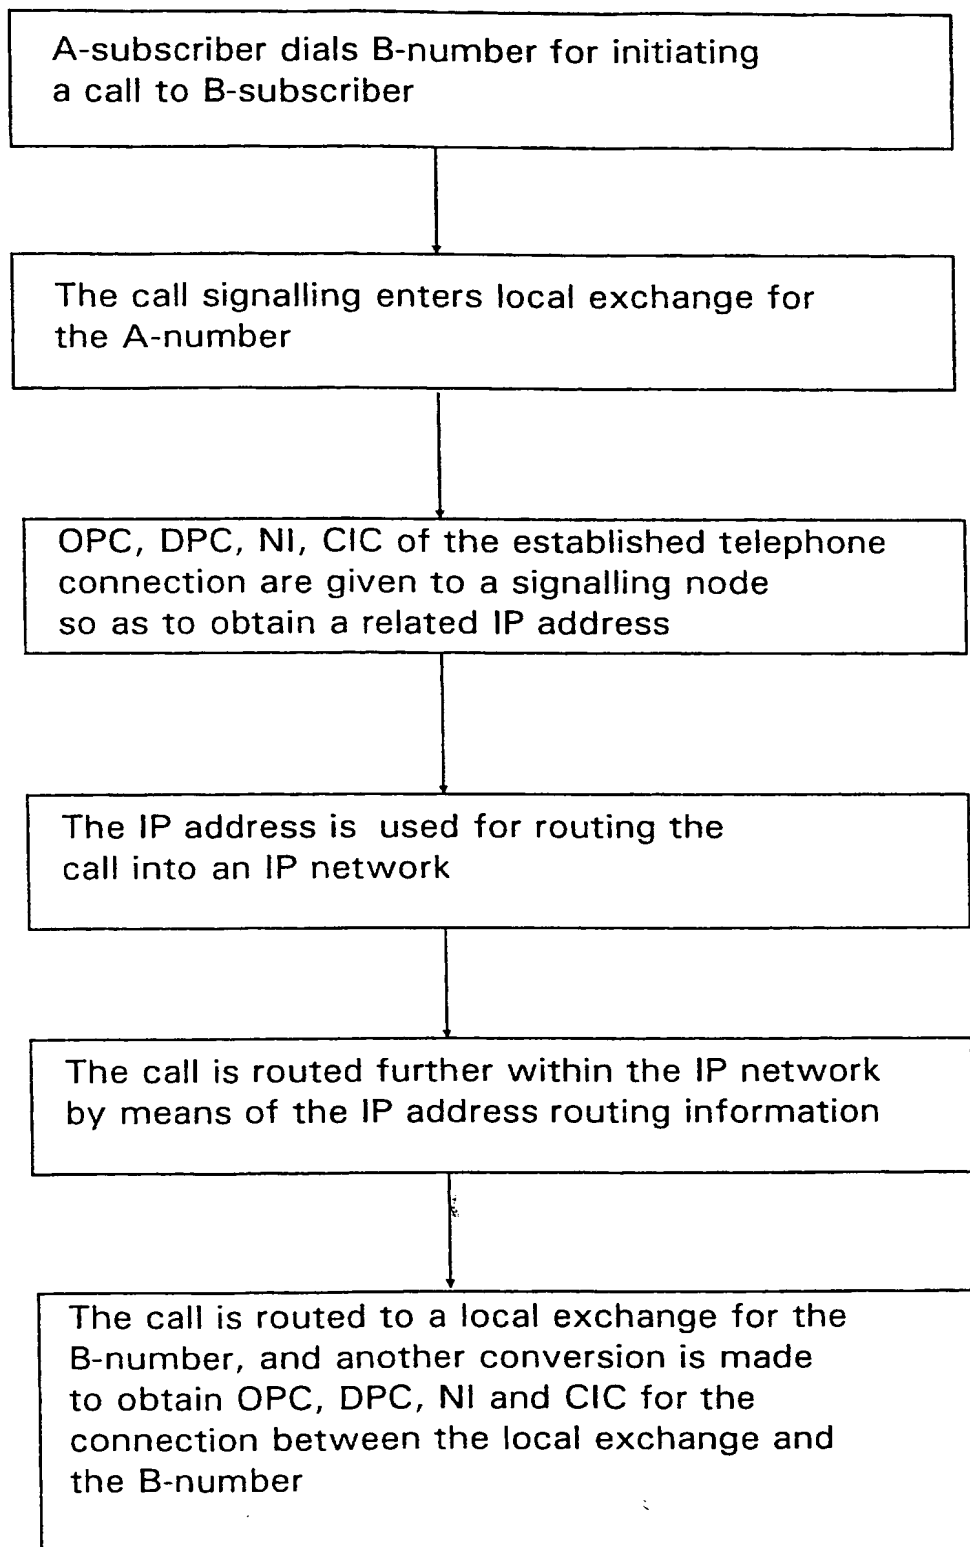 A-subscriber dials B-number for initiating
a call to B-subscriber
The call signalling enters local exchange for
the A-number
OPC, DPC, NI, CIC of the established telephone
connection are given to a signalling node
so as to obtain a related IP address
The IP address is used for routing the
call into an IP network
The call is routed further within the IP network
by means of the IP address routing information
The call is routed to a local exchange for the
B-number, and another conversion is made
to obtain OPC, DPC, NI and CIC for the
connection between the local exchange and
the B-number